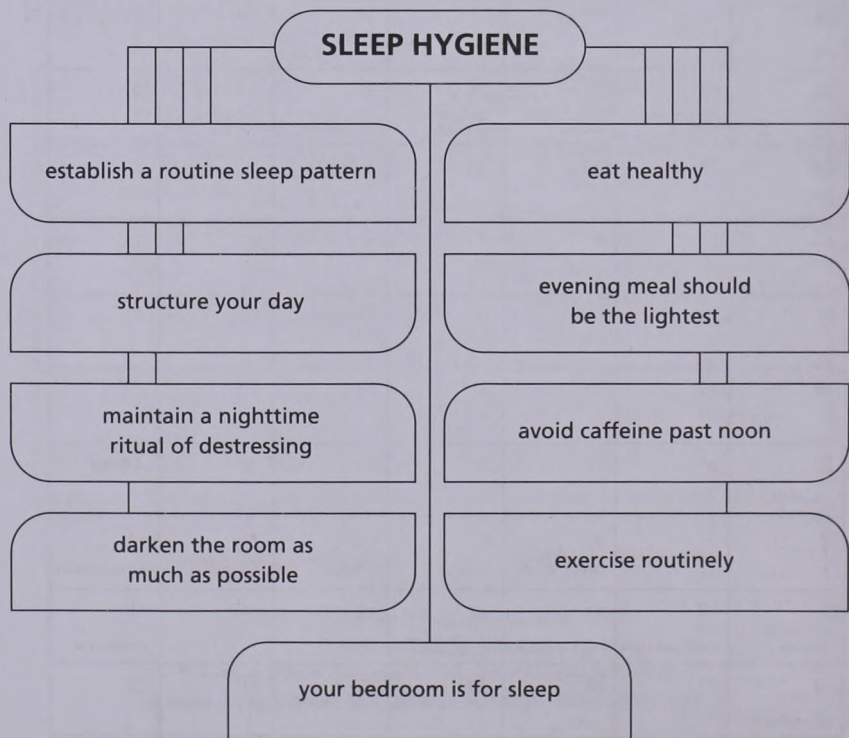 SLEEP HYGIENE
establish a routine sleep pattern
structure your day
maintain a nighttime
ritual of destressing
darken the room as
much as possible
eat healthy
evening meal should
be the lightest
avoid caffeine past noon
exercise routinely
your bedroom is for sleep